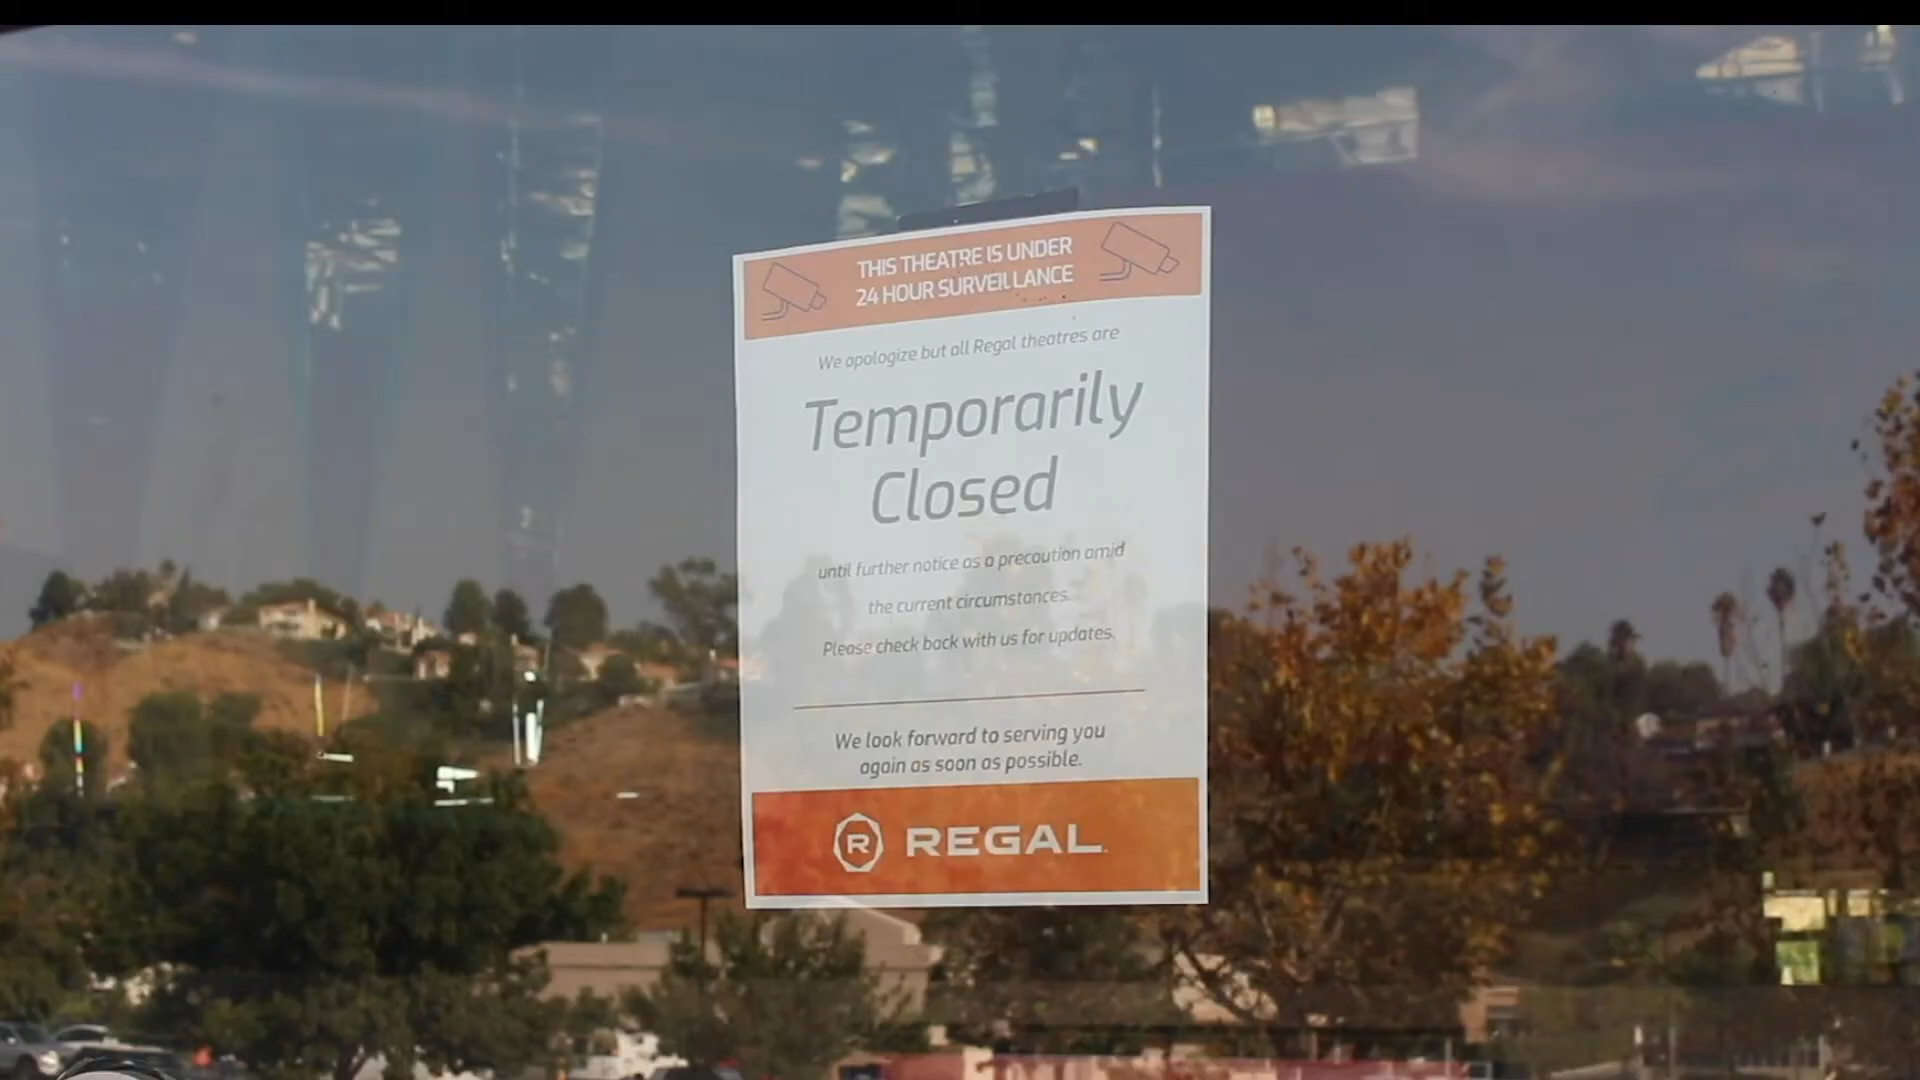 THIS THEATRE IS UNDER
24 HOUR SURVEILLANCE
We apologize but all Regal theatres are
Temporarily
Closed
until further notice as a precaution amid
the current circumstances.
Please check back with us for updates.
We look forward to serving you
again as soon as possible.
R REGAL